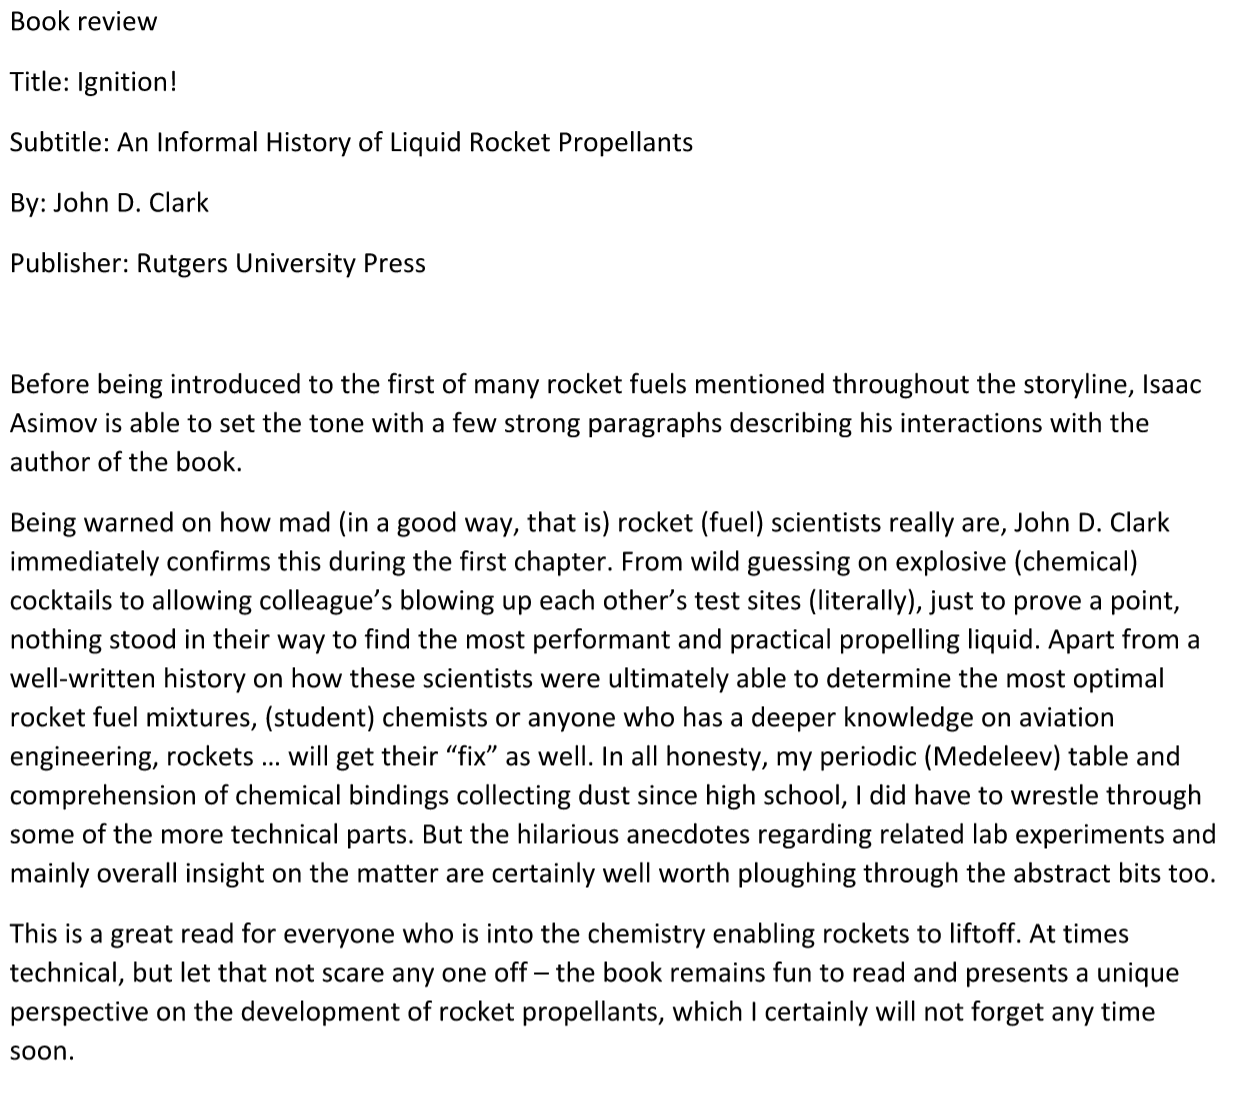 Book review
Title: Ignition!
Subtitle: An Informal History of Liquid Rocket Propellants
By: John D. Clark
Publisher: Rutgers University Press
Before being introduced to the first of many rocket fuels mentioned throughout the storyline, Isaac
Asimov is able to set the tone with a few strong paragraphs describing his interactions with the
author of the book.
Being warned on how mad (in a good way, that is) rocket (fuel) scientists really are, John D. Clark
immediately confirms this during the first chapter. From wild guessing on explosive (chemical)
cocktails to allowing colleague’s blowing up each other’s test sites (literally), just to prove a point,
nothing stood in their way to find the most performant and practical propelling liquid. Apart from a
well-written history on how these scientists were ultimately able to determine the most optimal
rocket fuel mixtures, (student) chemists or anyone who has a deeper knowledge on aviation
engineering, rockets … will get their “fix” as well. In all honesty, my periodic (Medeleev) table and
comprehension of chemical bindings collecting dust since high school, I did have to wrestle through
some of the more technical parts. But the hilarious anecdotes regarding related lab experiments and
mainly overall insight on the matter are certainly well worth ploughing through the abstract bits too.
This is a great read for everyone who is into the chemistry enabling rockets to liftoff. At times
technical, but let that not scare any one off – the book remains fun to read and presents a unique
perspective on the development of rocket propellants, which I certainly will not forget any time
soon.